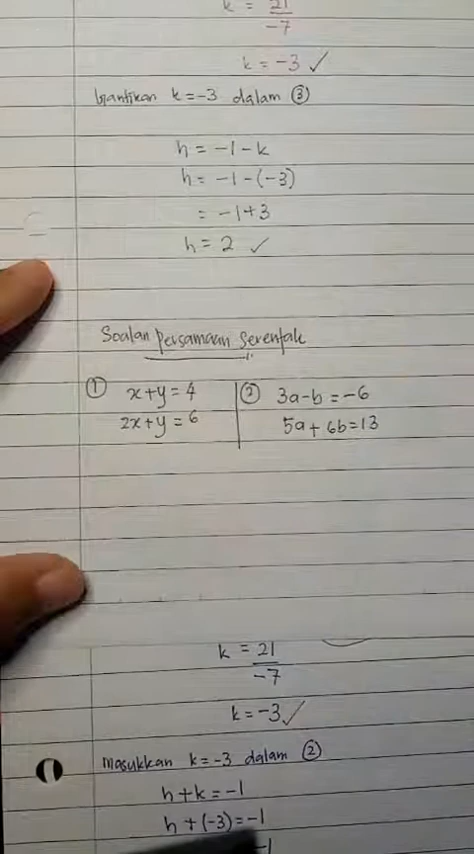 k = 21
-7
k = -3 ✓
Gantikan k = -3 dalam ③
h = -1 - k
h = -1 - (-3)
= -1 + 3
h = 2 ✓
Soalan Persamaan Serentak
① x + y = 4
2x + y = 6
② 3a - b = -6
5a + 6b = 13
k = 21
-7
k = -3 ✓
Masukkan k = -3 dalam ②
h + k = -1
h + (-3) = -1
-1